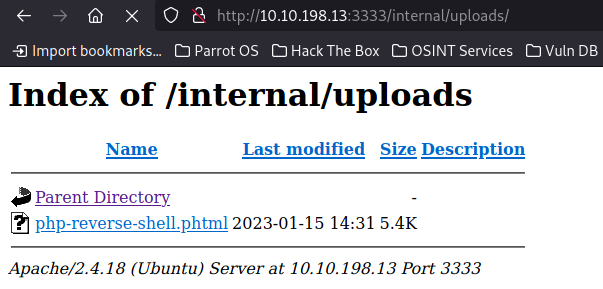 http://10.10.198.13:3333/internal/uploads/
Import bookmarks... Parrot OS Hack The Box OSINT Services Vuln DB
Index of /internal/uploads
Name Last modified Size Description
Parent Directory -
php-reverse-shell.phtml 2023-01-15 14:31 5.4K
Apache/2.4.18 (Ubuntu) Server at 10.10.198.13 Port 3333